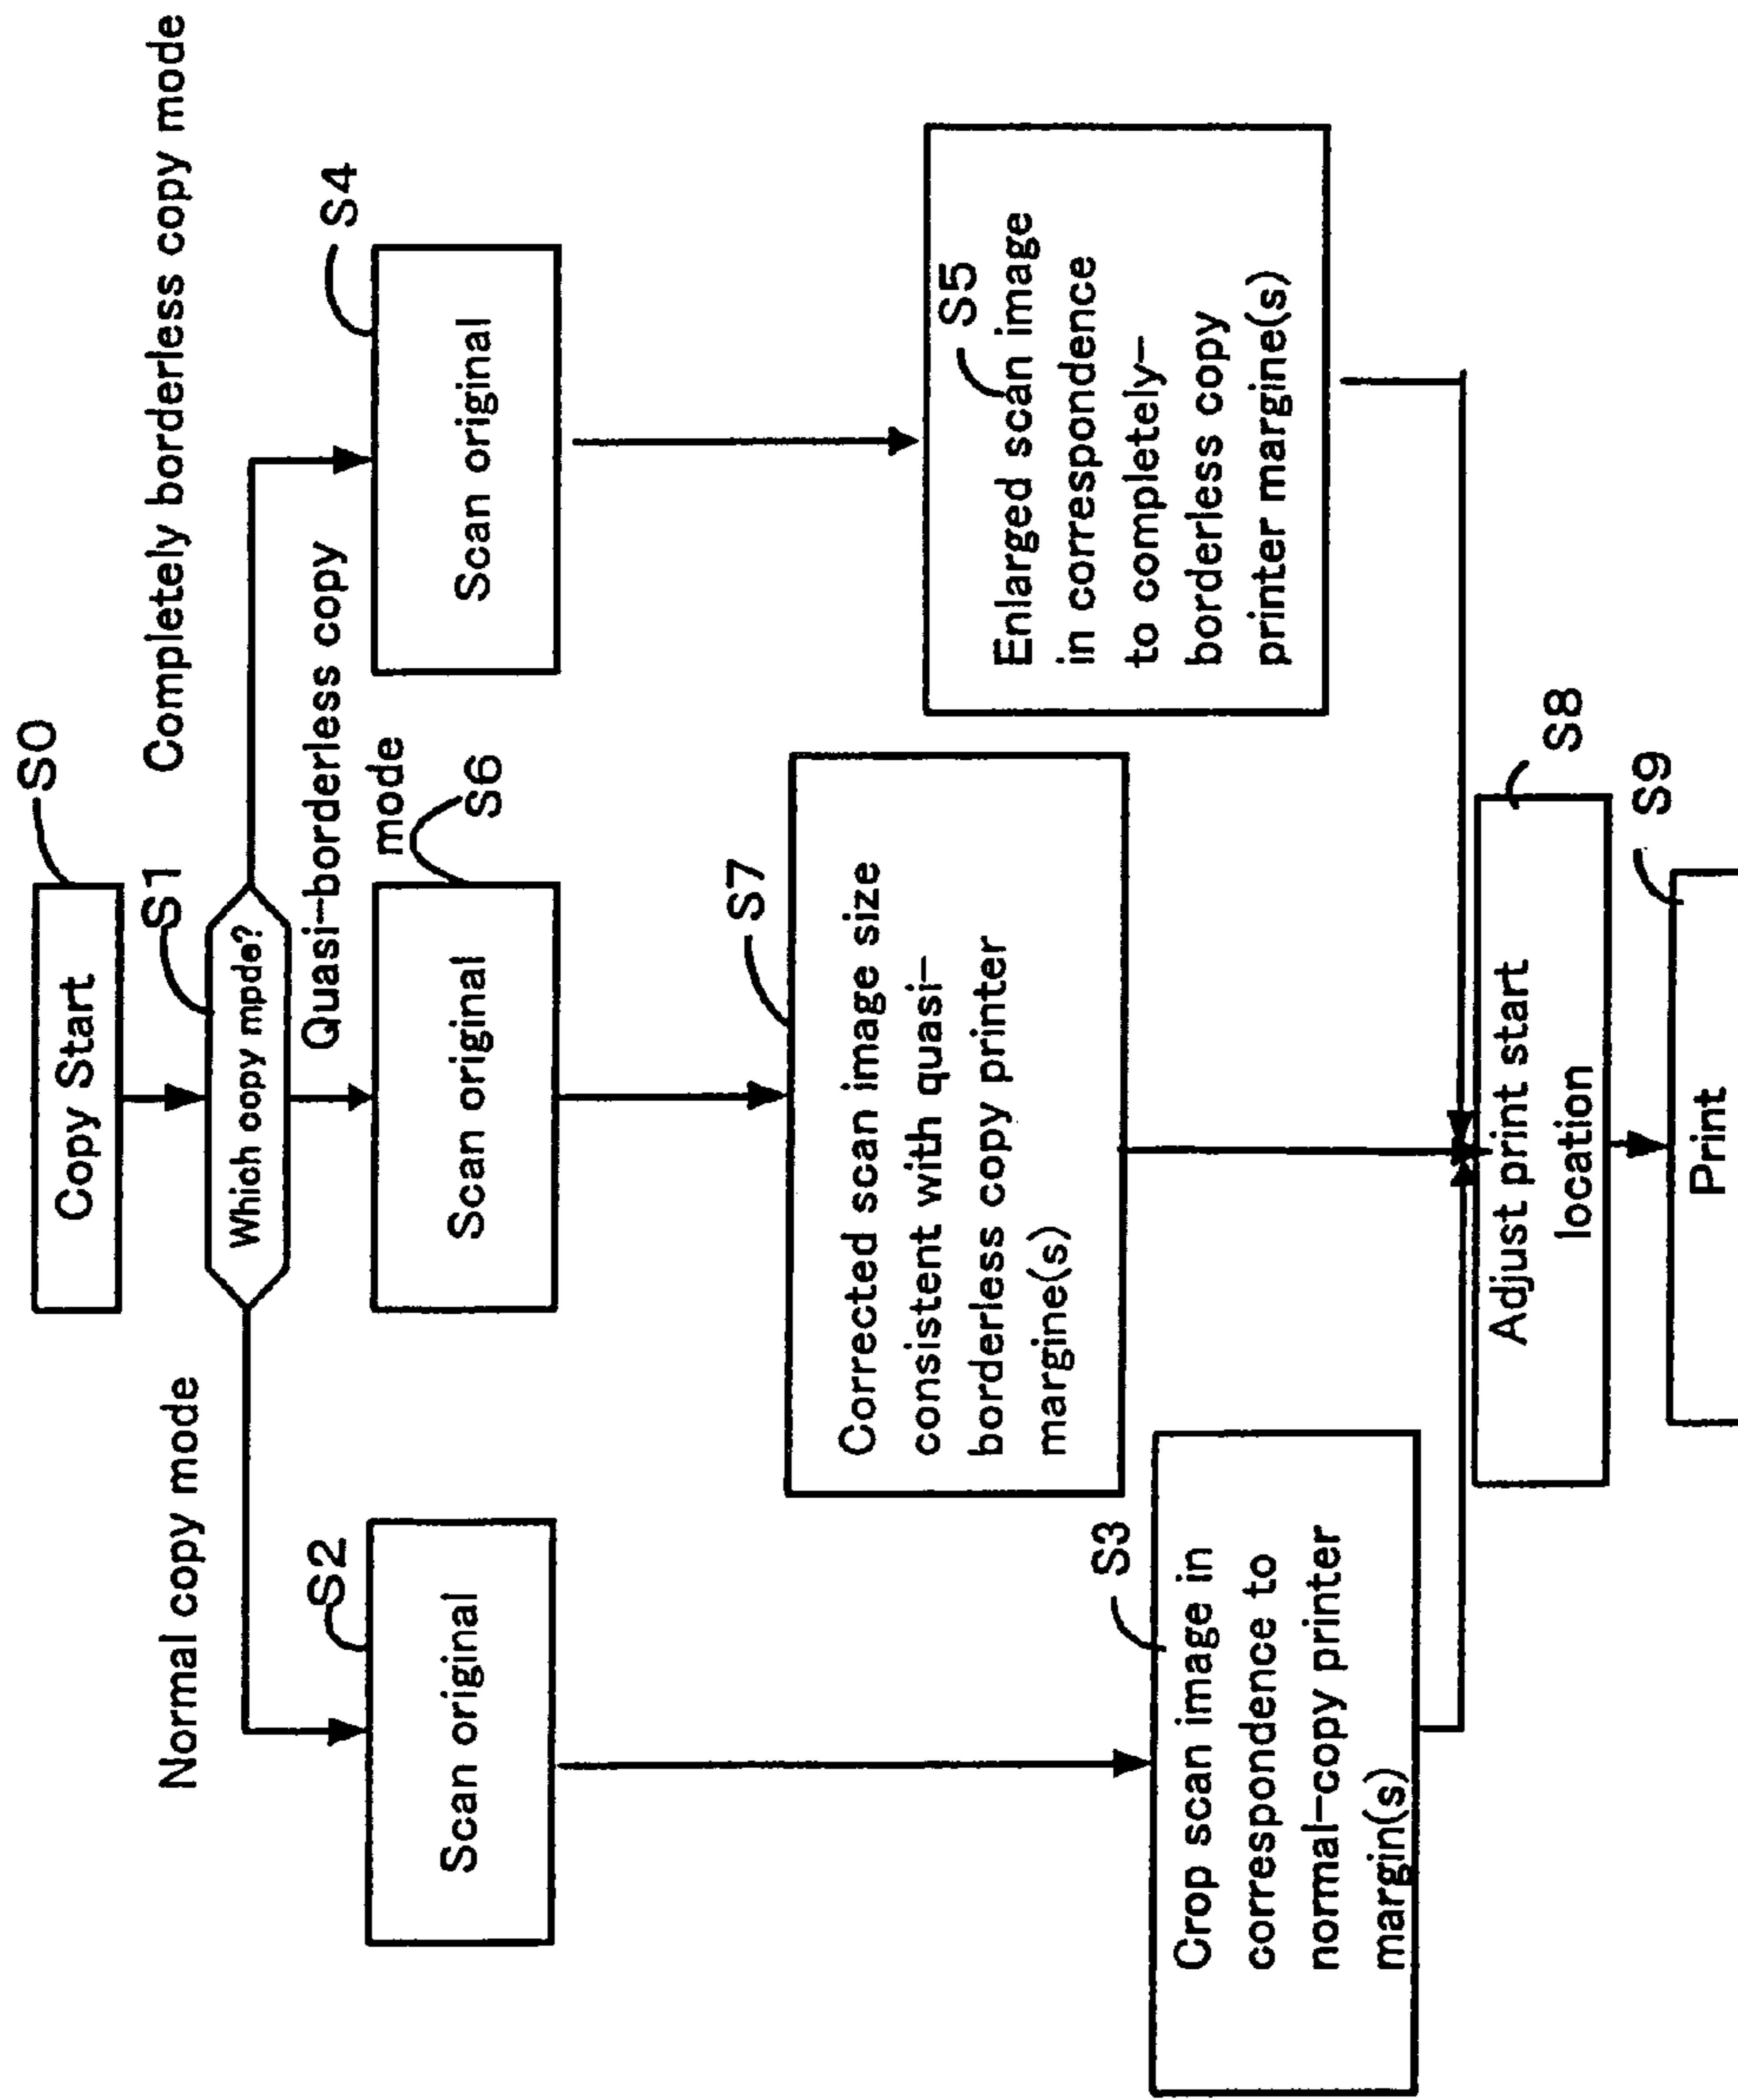 S0
Copy Start
S1
Which copy mpde?
Normal copy mode
Quasi-borderless copy
mode
Completely borderless copy mode
S2
Scan original
S6
Scan original
S4
Scan original
S7
Corrected scan image size
consistent with quasi-
borderless copy printer
margine(s)
S5
Enlarged scan image
in correspondence
to completely-
borderless copy
printer margine(s)
S3
Crop scan image in
correspondence to
normal-copy printer
margin(s)
S8
Adjust print start
location
S9
Print